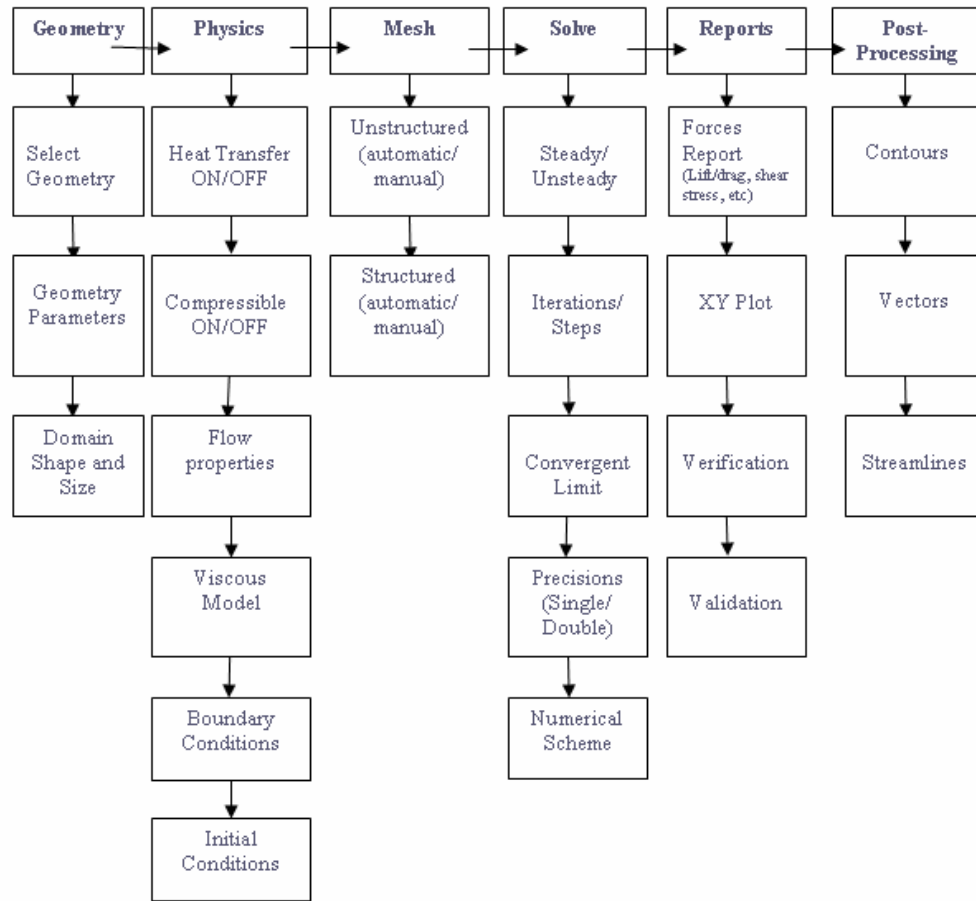 Geometry
Physics
Mesh
Solve
Reports
Post-
Processing
Select
Geometry
Geometry
Parameters
Domain
Shape and
Size
Heat Transfer
ON/OFF
Compressible
ON/OFF
Flow
properties
Viscous
Model
Boundary
Conditions
Initial
Conditions
Unstructured
(automatic/
manual)
Structured
(automatic/
manual)
Steady/
Unsteady
Iterations/
Steps
Convergent
Limit
Precisions
(Single/
Double)
Numerical
Scheme
Forces
Report
(Lift/drag, shear
stress, etc)
XY Plot
Verification
Validation
Contours
Vectors
Streamlines